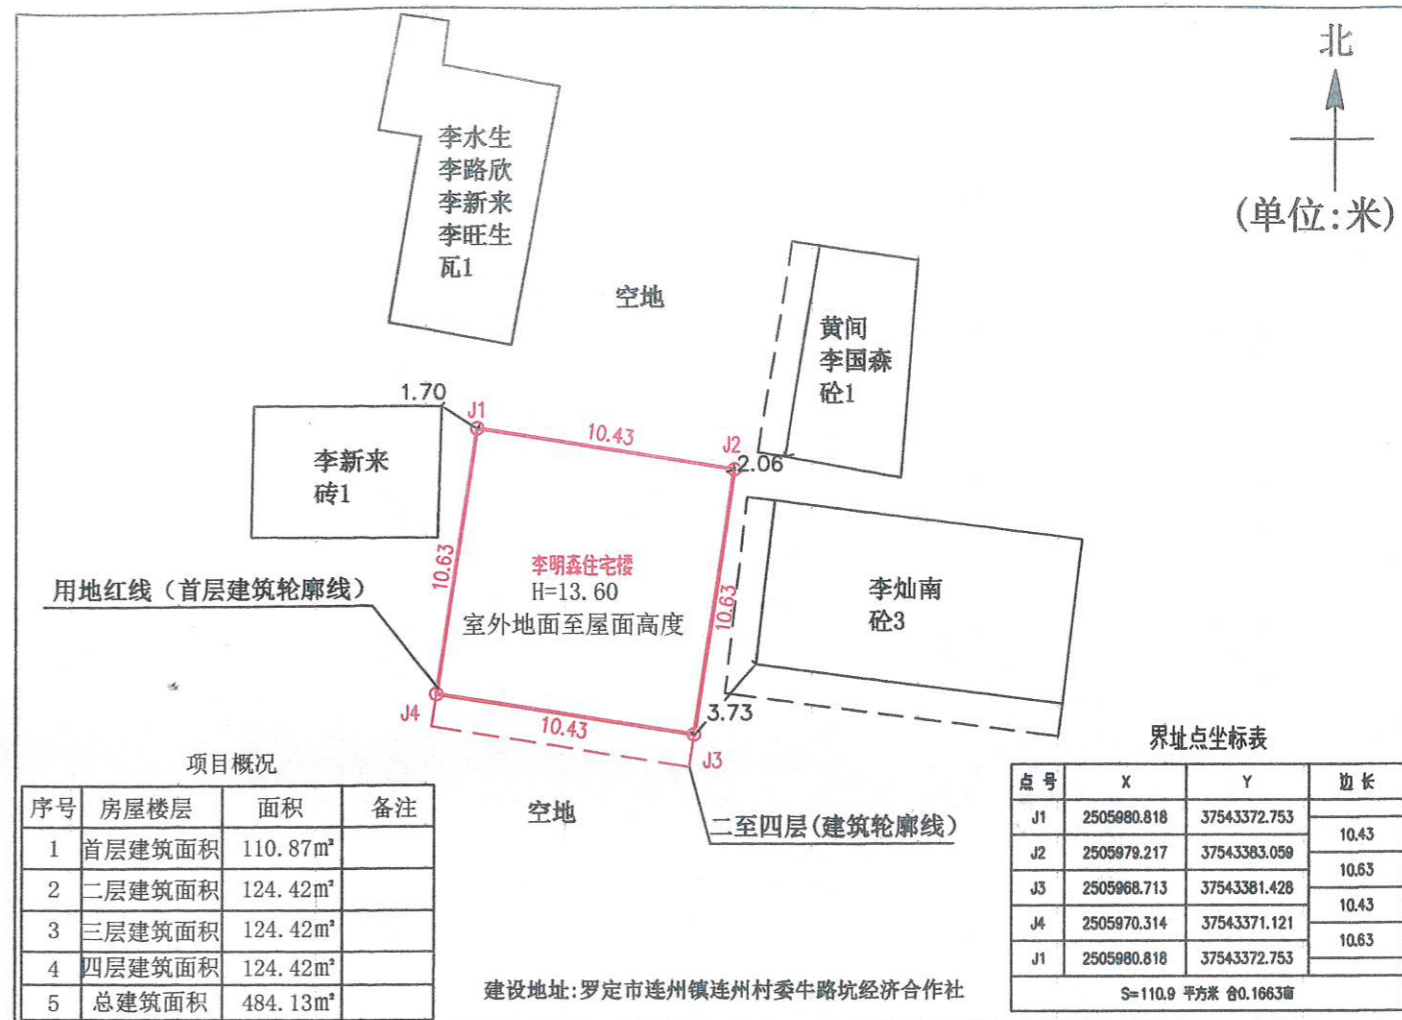 北
(单位:米)
李水生
李路欣
李新来
李旺生
瓦1
空地
黄间
李国森
砼1
1.70
J1
10.43
J2
2.06
李新来
砖1
10.63
李明森住宅楼
H=13.60
室外地面至屋面高度
10.63
李灿南
砼3
用地红线（首层建筑轮廓线）
J4
10.43
3.73
J3
空地
二至四层(建筑轮廓线)
项目概况
序号 房屋楼层 面积 备注
1 首层建筑面积 110.87m²
2 二层建筑面积 124.42m²
3 三层建筑面积 124.42m²
4 四层建筑面积 124.42m²
5 总建筑面积 484.13m²
建设地址:罗定市连州镇连州村委牛路坑经济合作社
界址点坐标表
点号 X Y 边长
J1 2505980.818 37543372.753
10.43
J2 2505979.217 37543383.059
10.63
J3 2505968.713 37543381.428
10.43
J4 2505970.314 37543371.121
10.63
J1 2505980.818 37543372.753
S=110.9 平方米 合0.1663亩